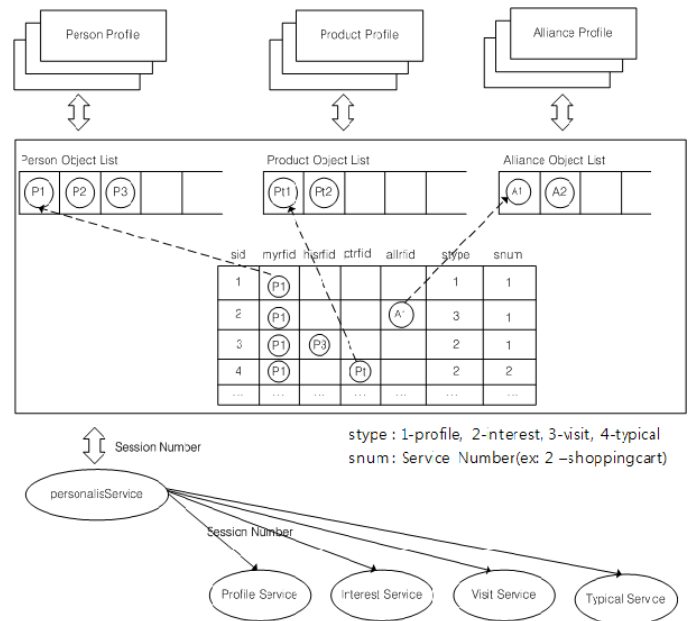 Person Profile
Product Profile
Alliance Profile
Person Object List
Product Object List
Alliance Object List
P1 P2 P3
Pt1 Pt2
A1 A2
sid myrfid hisrfid ptrfid allrfid stype snum
1 P1 1 1
2 P1 A1 3 1
3 P1 P3 2 1
4 P1 Pt 2 2
... ... ... ... ... ... ...
stype : 1-profile, 2-interest, 3-visit, 4-typical
snum : Service Number(ex: 2 –shoppingcart)
Session Number
personalisService
Session Number
Profile Service
Interest Service
Visit Service
Typical Service